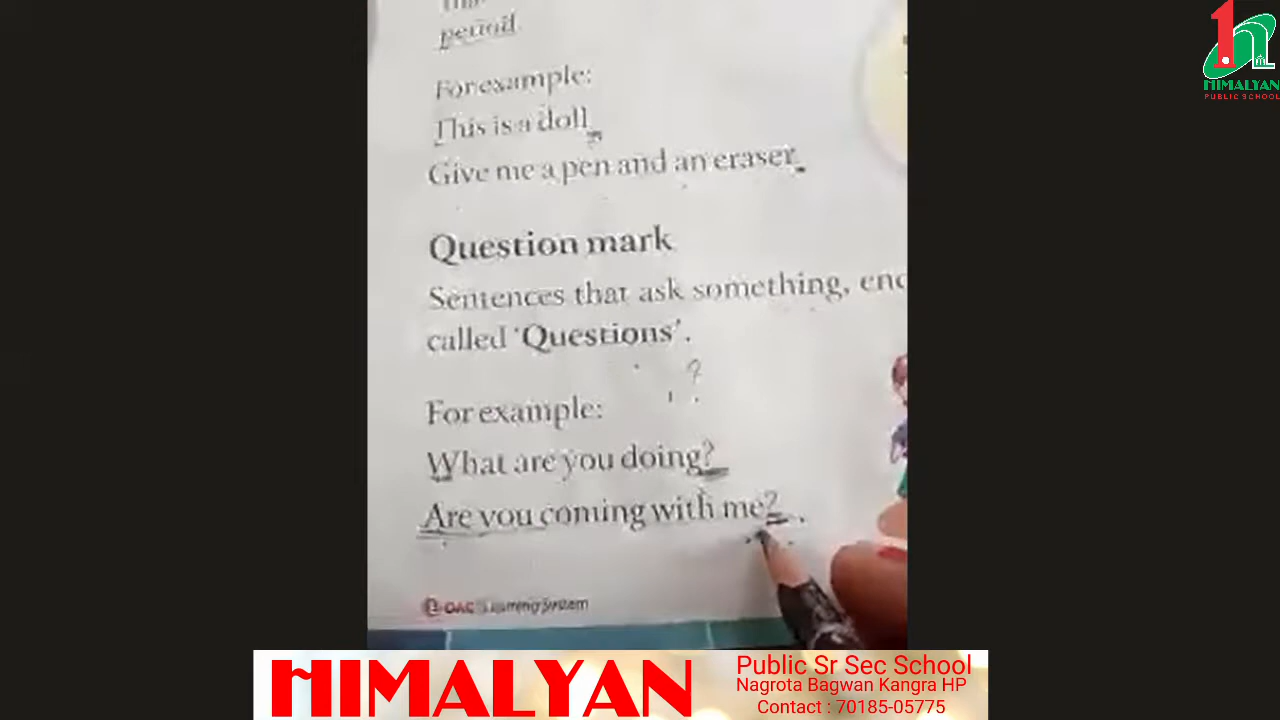 period.
For example:
This is a doll.
Give me a pen and an eraser.
Question mark
Sentences that ask something,
called 'Questions'.
?
For example:
What are you doing?
Are you coming with me?
Learning System
HIMALYAN
PUBLIC SCHOOL
HIMALYAN
Public Sr Sec School
Nagrota Bagwan Kangra HP
Contact : 70185-05775